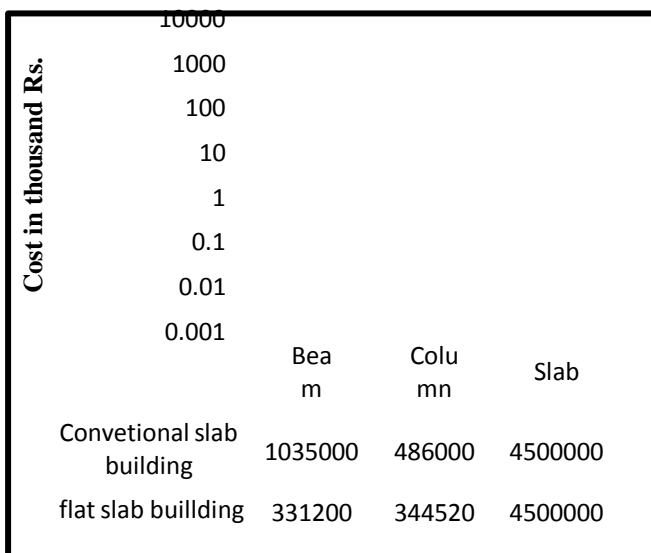 Cost in thousand Rs.
10000
1000
100
10
1
0.1
0.01
0.001
Bea
m
Colu
mn
Slab
Convetional slab
building
1035000 486000 4500000
flat slab buillding 331200 344520 4500000